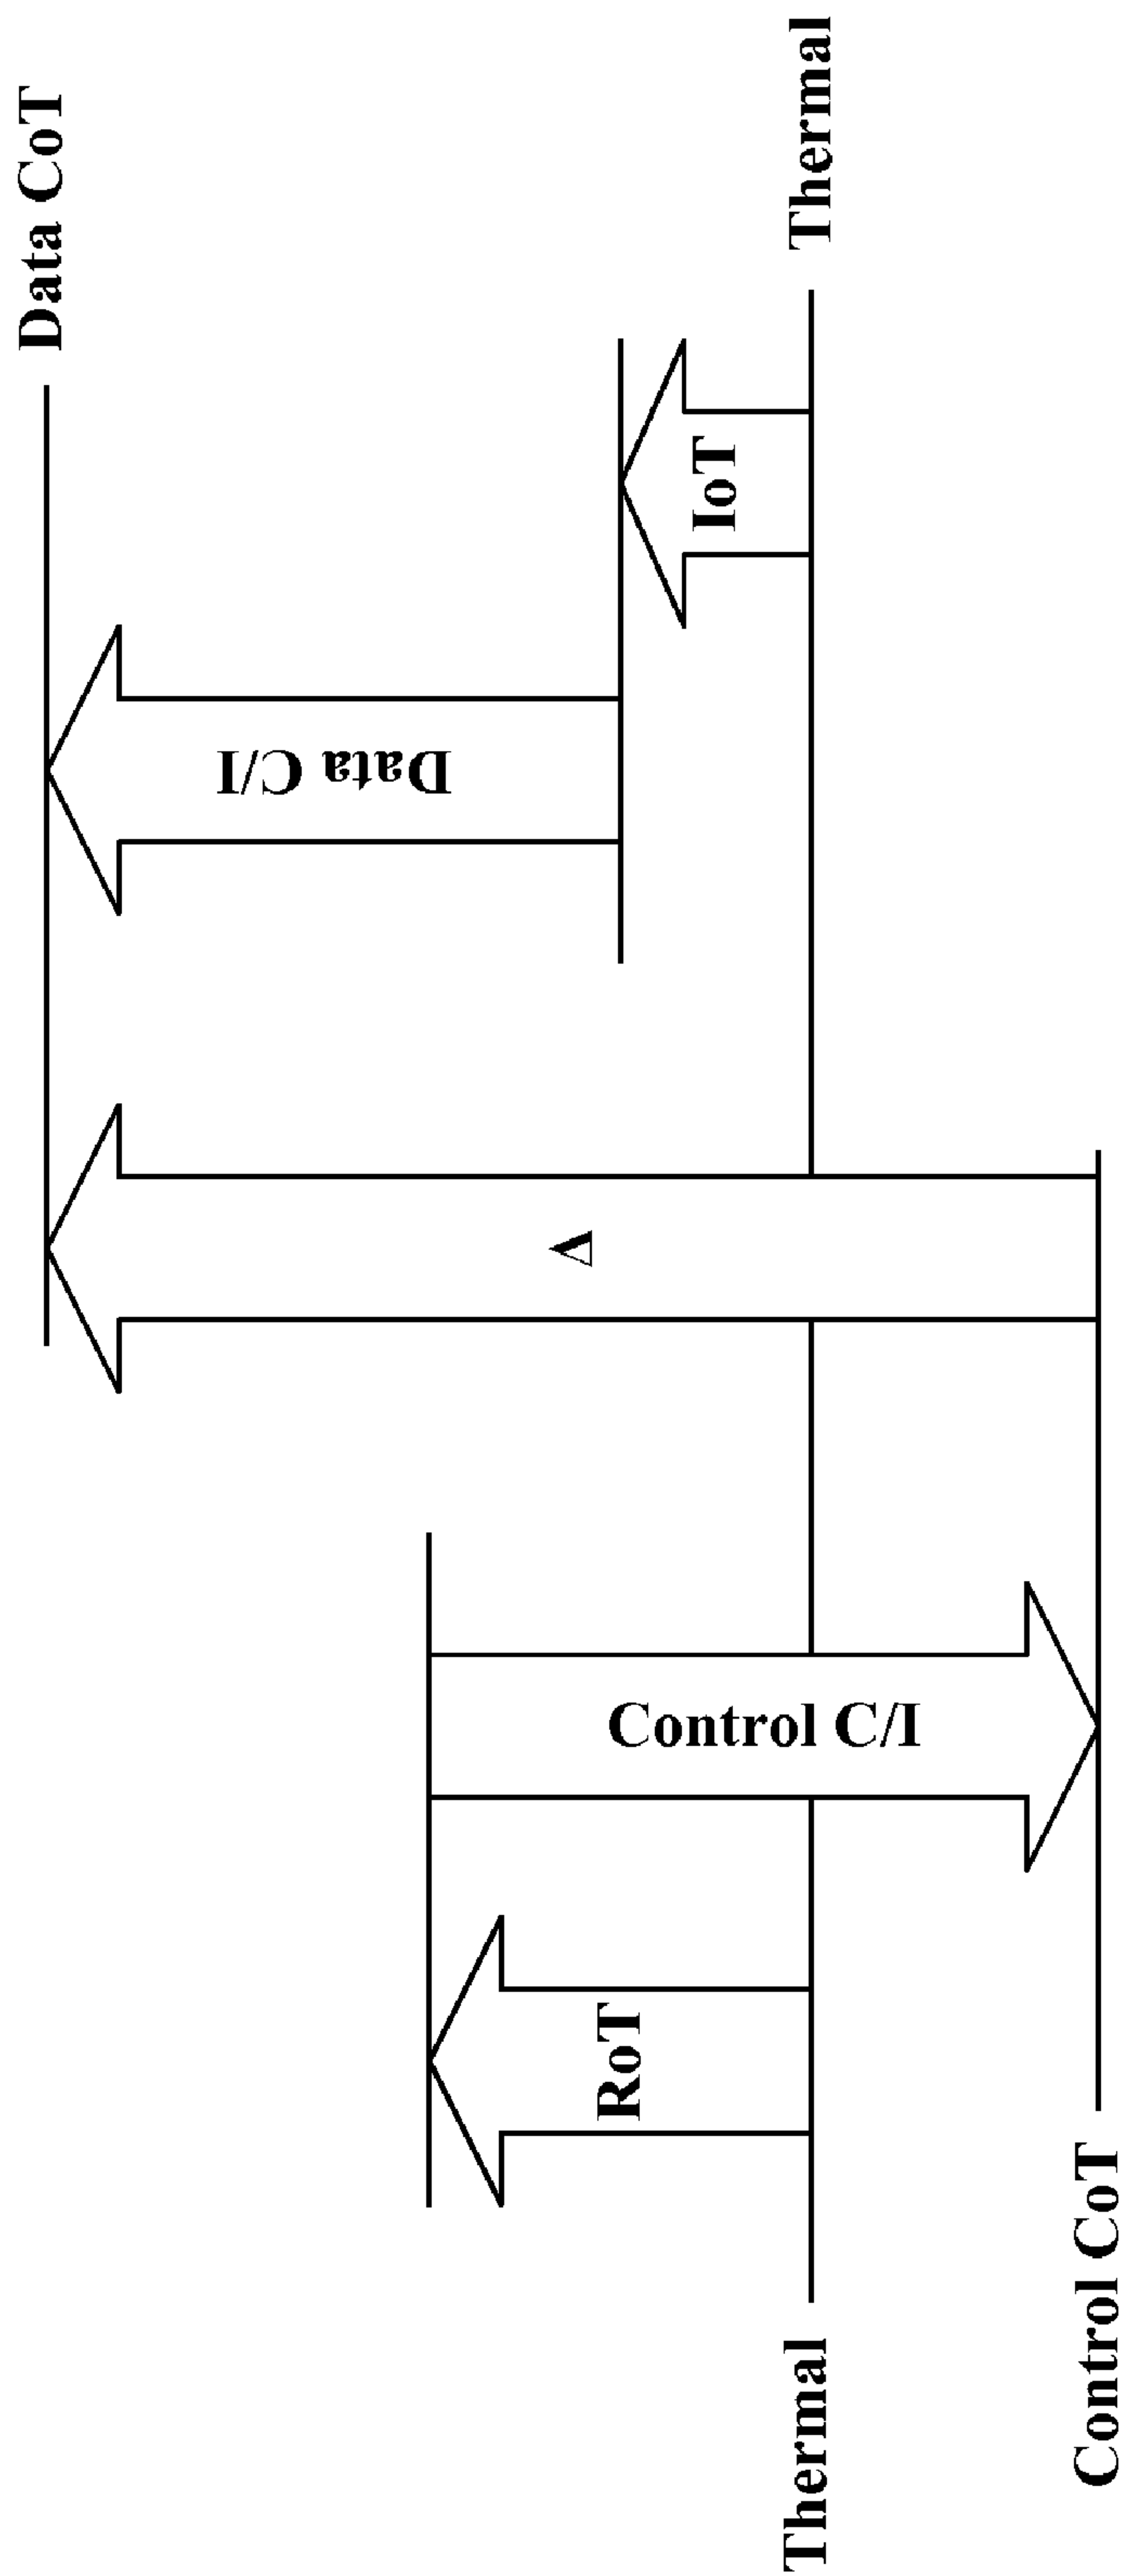 Data CoT
Thermal
IoT
Data C/I
Δ
Control C/I
RoT
Thermal
Control CoT